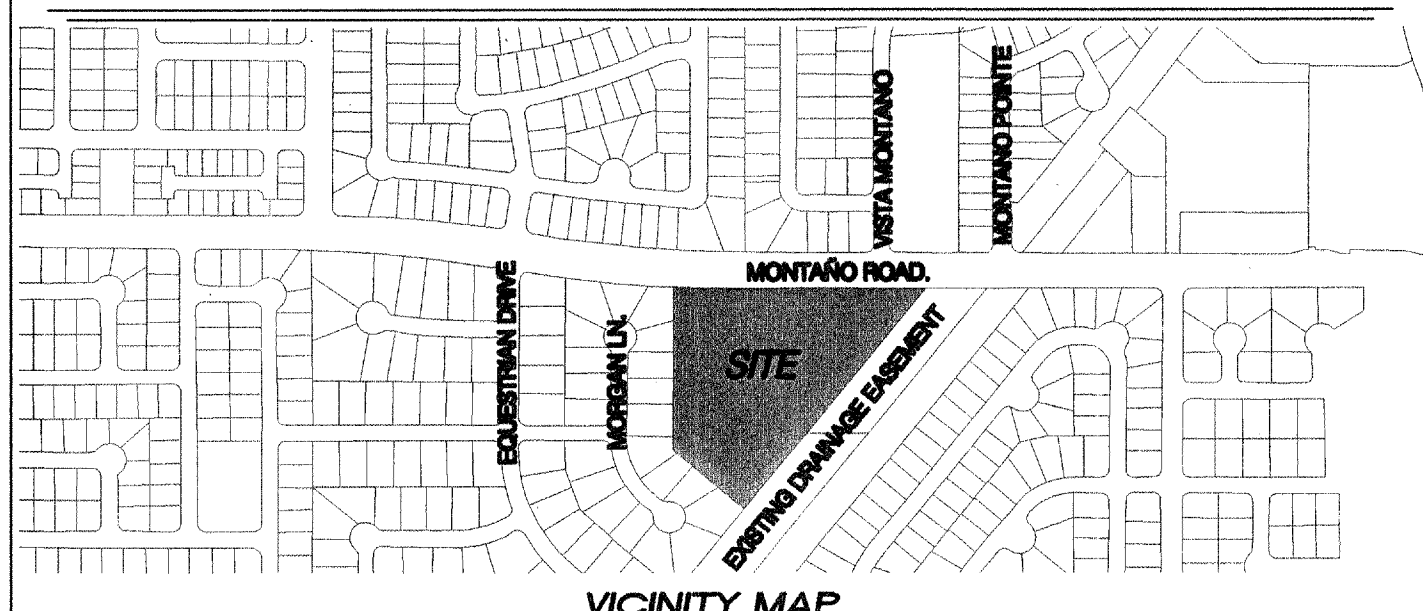 VISTA MONTANO
MONTANO POINTE
MONTAÑO ROAD.
EQUESTRIAN DRIVE
MORGAN LN.
SITE
EXISTING DRAINAGE EASEMENT
VICINITY MAP